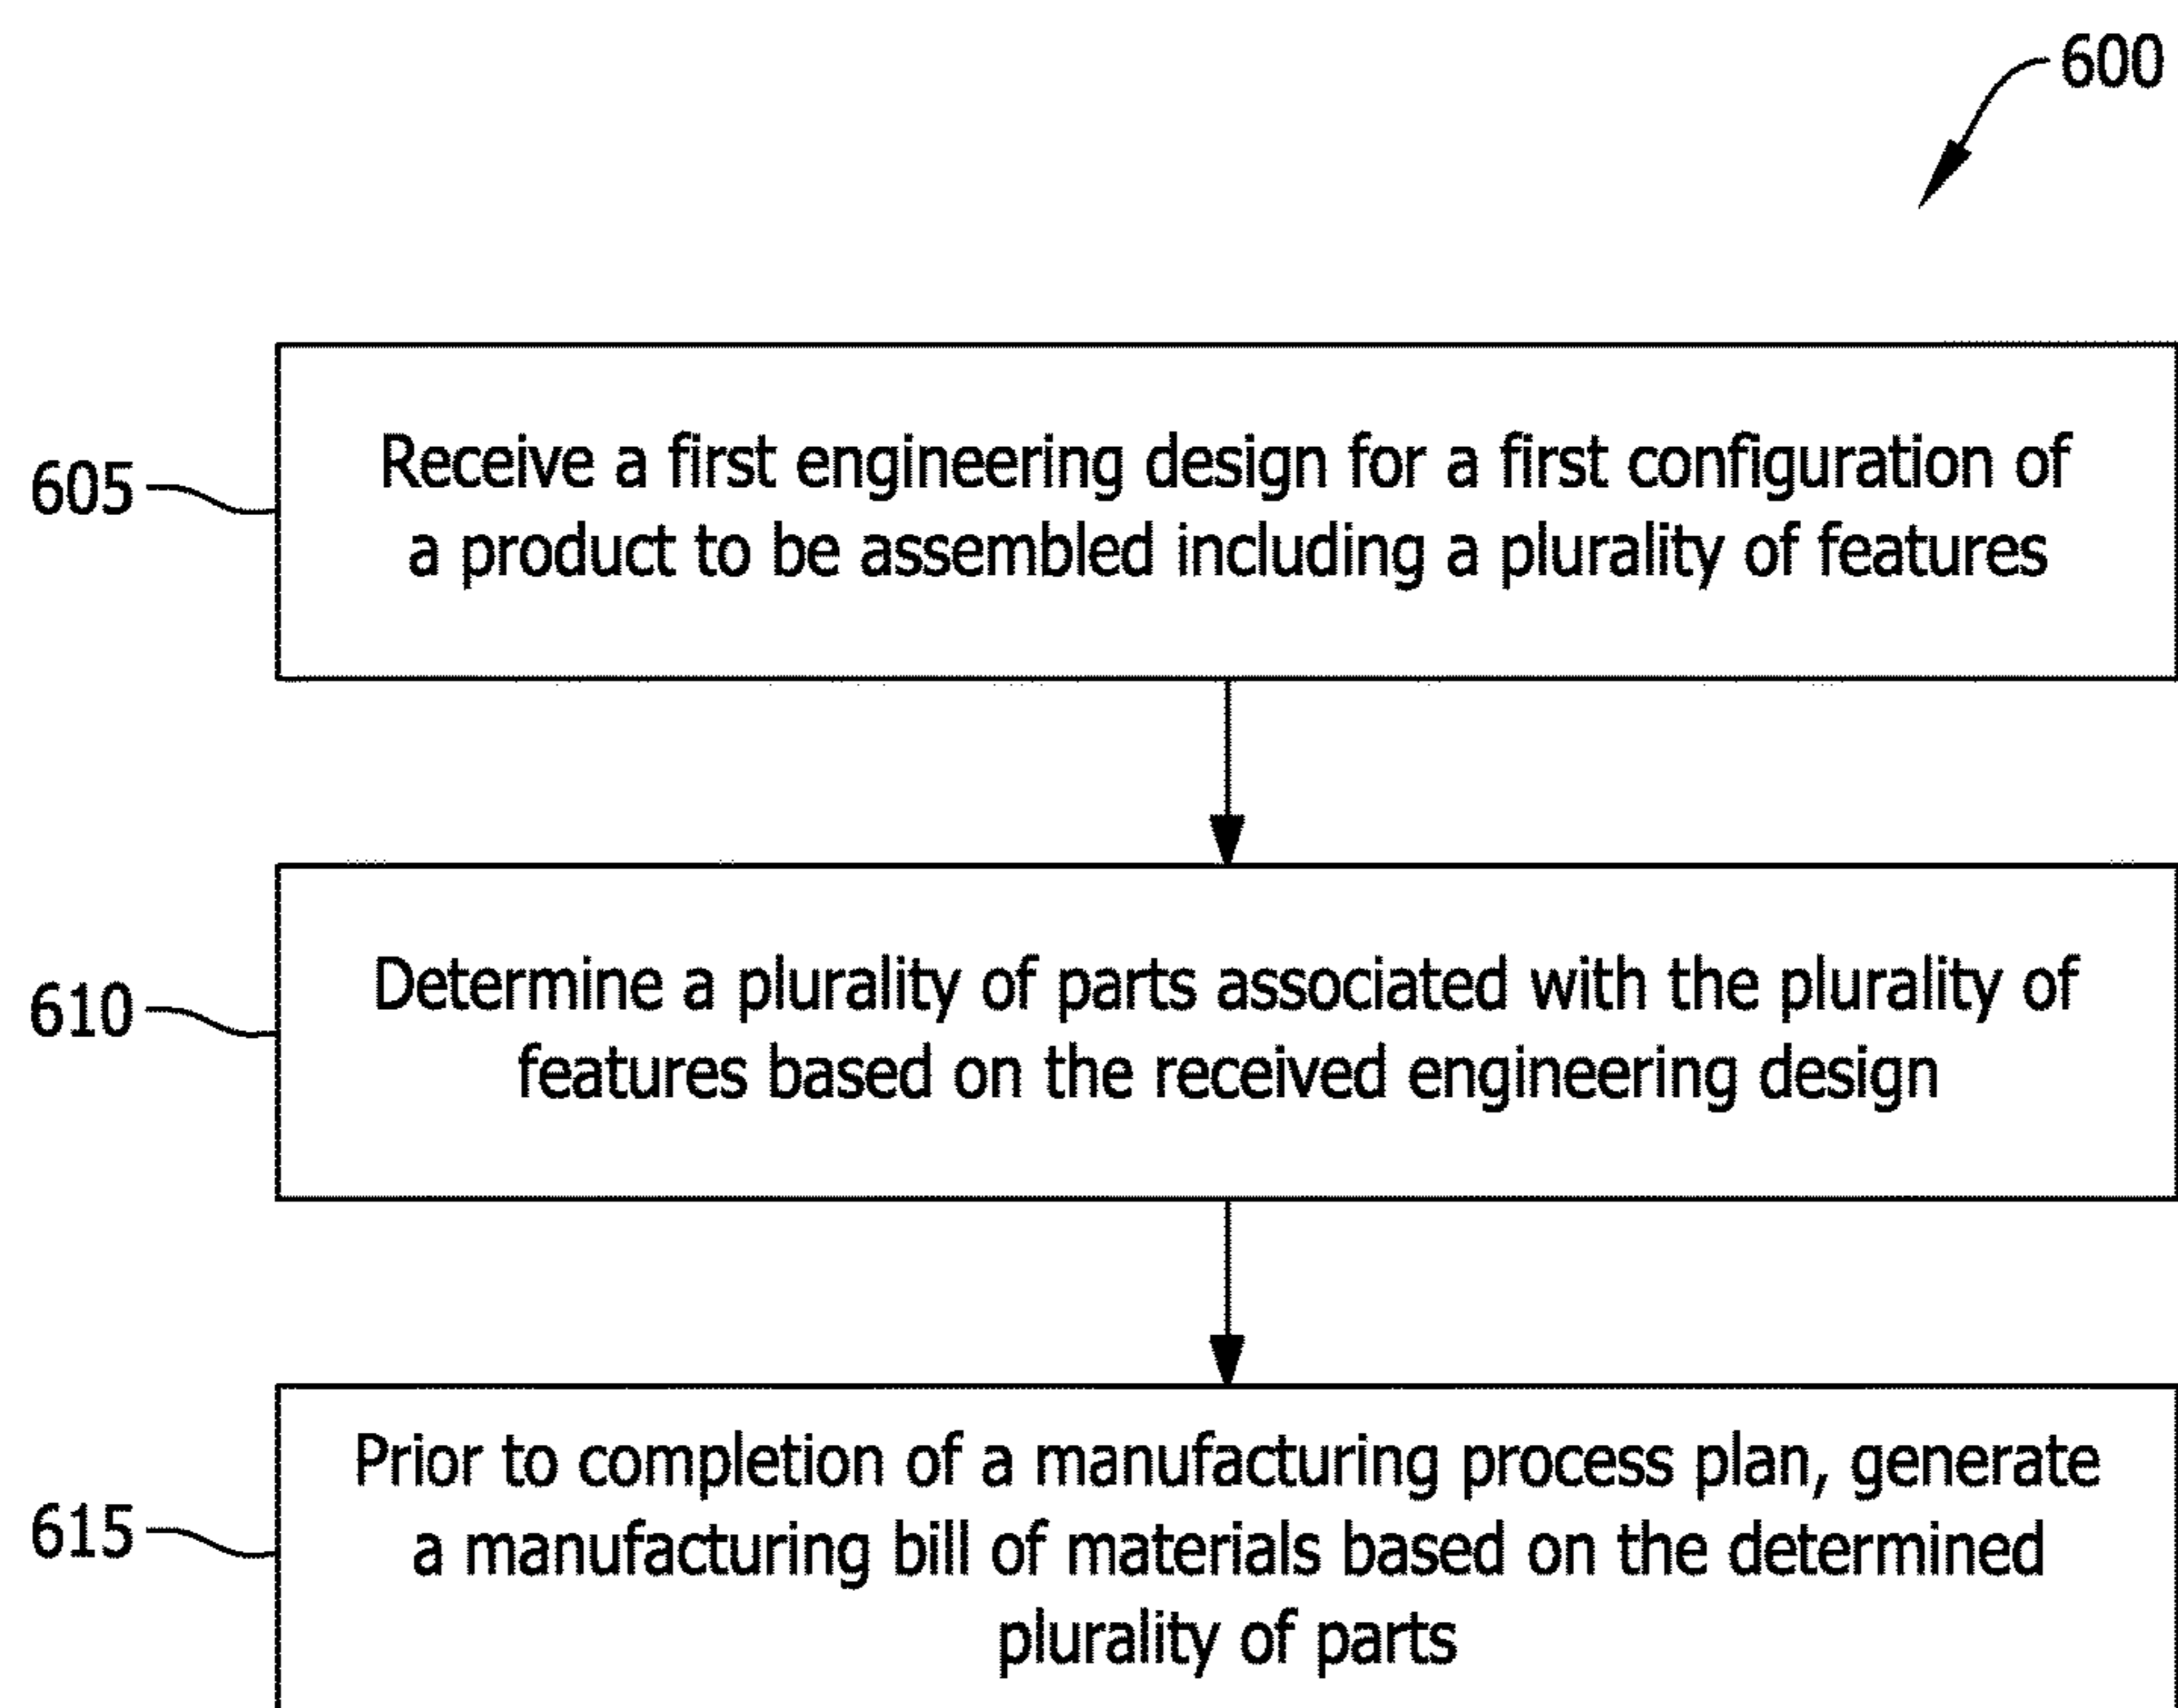 600
605
Receive a first engineering design for a first configuration of
a product to be assembled including a plurality of features
610
Determine a plurality of parts associated with the plurality of
features based on the received engineering design
615
Prior to completion of a manufacturing process plan, generate
a manufacturing bill of materials based on the determined
plurality of parts